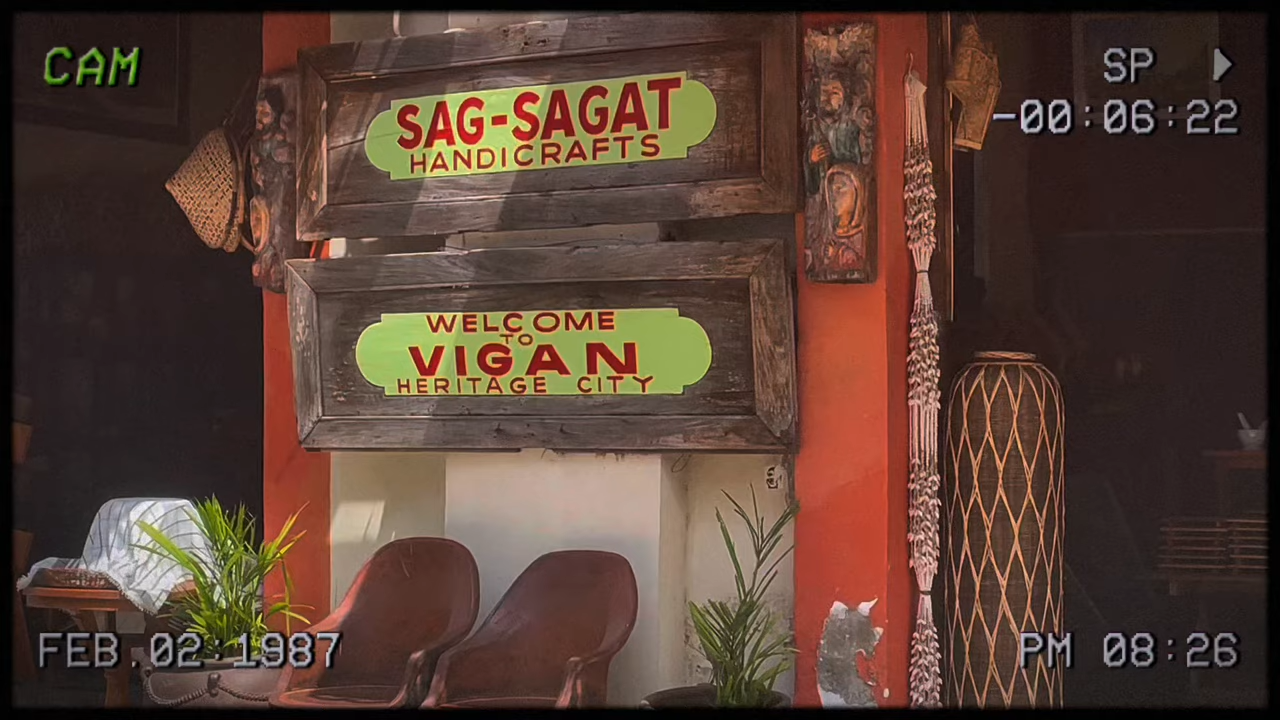 CAM
SP
-00:06:22
SAG-SAGAT
HANDICRAFTS
WELCOME
TO
VIGAN
HERITAGE CITY
FEB.02:1987
PM 08:26